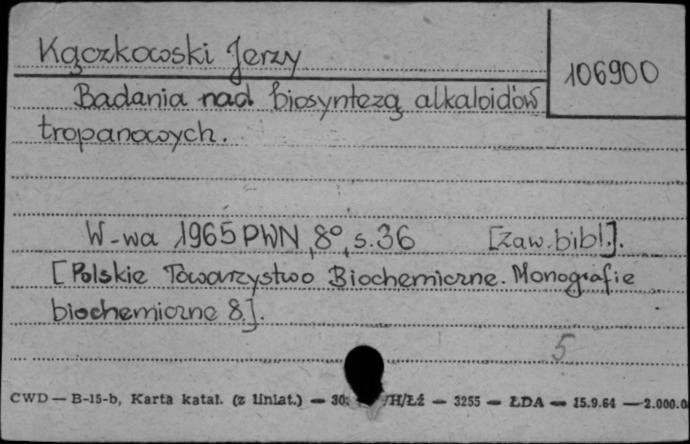 Kączkowski Jerzy
106900
Badania nad biosyntezą alkaloidów
tropanowych.
W-wa 1965 PWN, 8°, s. 36 [Zaw. bibl.].
[Polskie Towarzystwo Biochemiczne. Monografie
biochemiczne 8].
5
CWD — B-15-b, Karta katal. (z liniat.) — 30. /H/Łź — 3255 — ŁDA — 15.9.64 — 2.000.0